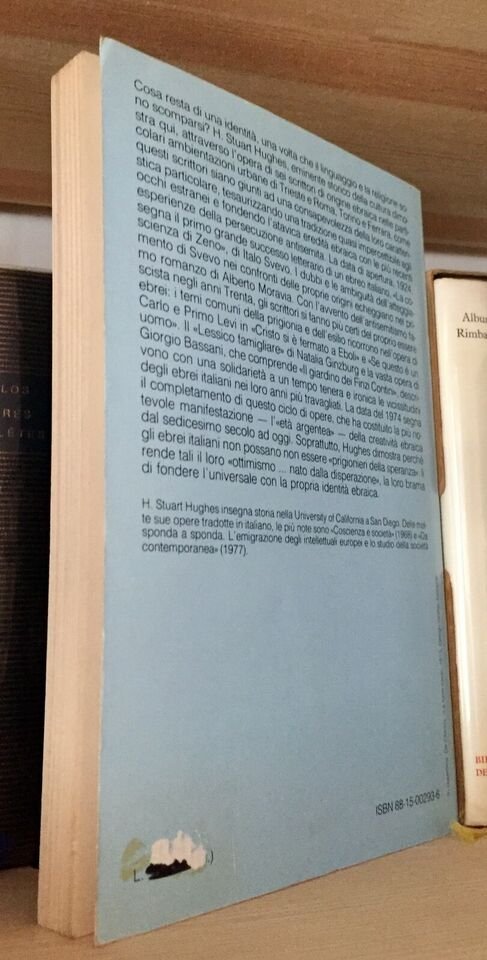 Cosa resta di una identità, una volta che il linguaggio e la religione so-
no scomparsi? H. Stuart Hughes, eminente storico della cultura dimo-
stra qui, attraverso l'opera di sei scrittori di origine ebraica nelle parti-
colari ambientazioni urbane di Trieste e Roma, Torino e Ferrara, come
questi scrittori siano giunti ad una consapevolezza del loro caratteri-
stica particolare, tesaurizzando una tradizione quasi impercettibile agli
occhi estranei e fondendo l'atavica eredità ebraica con le più recenti
esperienze della persecuzione antisemita. La data di apertura, 1924
segna il primo grande successo letterario di un ebreo italiano, «La co-
scienza di Zeno», di Italo Svevo. I dubbi e le ambiguità dell'atteggia-
mento di Svevo nei confronti delle proprie origini echeggiano nel pri-
mo romanzo di Alberto Moravia. Con l'avvento dell'antisemitismo fa-
scista negli anni Trenta, gli scrittori si fanno più certi del proprio essere
ebrei: i temi comuni della prigionia e dell'esilio ricorrono nell'opera di
Carlo e Primo Levi in «Cristo si è fermato a Eboli» e «Se questo è un
uomo». Il «Lessico famigliare» di Natalia Ginzburg e la vasta opera di
Giorgio Bassani, che comprende «Il giardino dei Finzi Contini», descri-
vono con una solidarietà a un tempo tenera e ironica le vicissitudini
degli ebrei italiani nei loro anni più travagliati. La data del 1974 segna
il completamento di questo ciclo di opere, che ha costituito la più no-
tevole manifestazione — l'«età argentea» — della creatività ebraica
dal sedicesimo secolo ad oggi. Soprattutto, Hughes dimostra perché
gli ebrei italiani non possano non essere «prigionieri della speranza». Li
rende tali il loro «ottimismo ... nato dalla disperazione», la loro brama
di fondere l'universale con la propria identità ebraica.
H. Stuart Hughes insegna storia nella University of California a San Diego. Delle mol-
te sue opere tradotte in italiano, le più note sono «Coscienza e società» (1968) e «Da
sponda a sponda. L'emigrazione degli intellettuali europei e lo studio della società
contemporanea» (1977).
ISBN 88-15-00293-6
L.
Album
Rimba